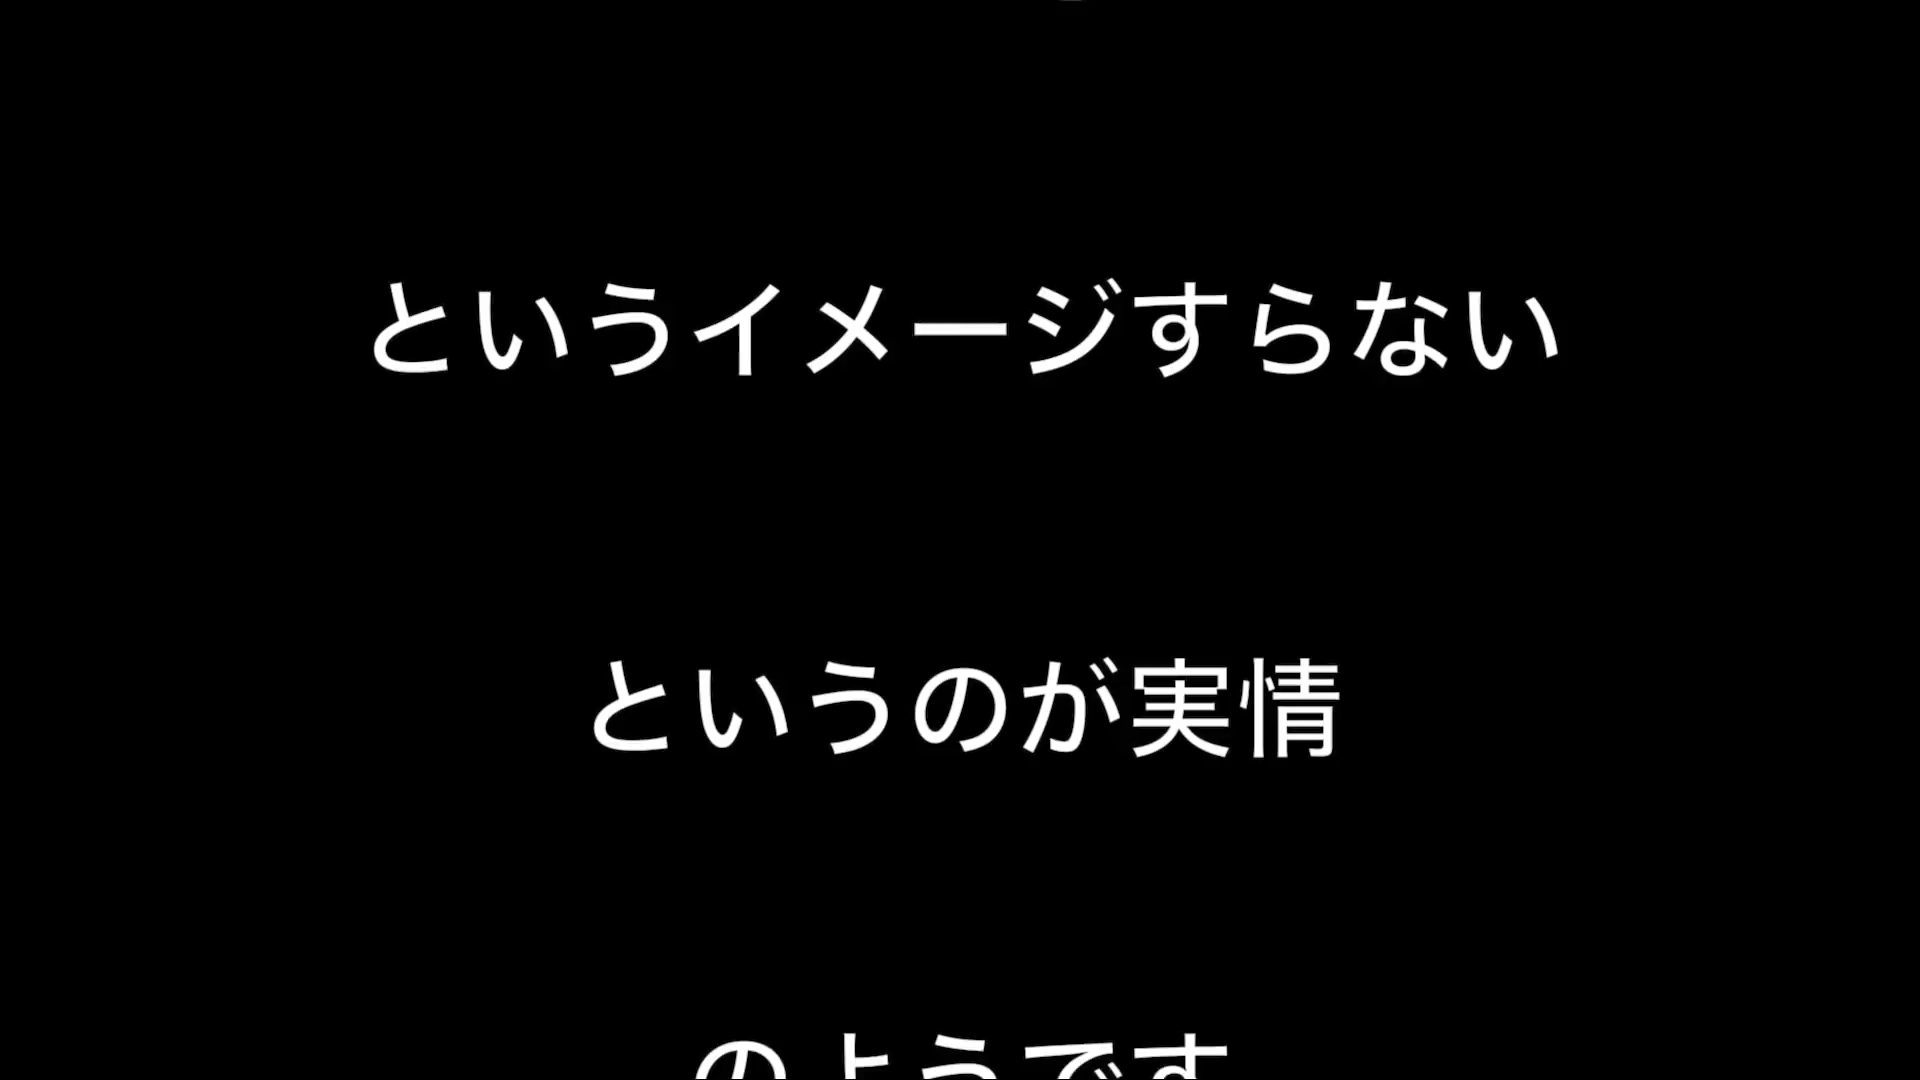 というイメージすらない
というのが実情
のようです